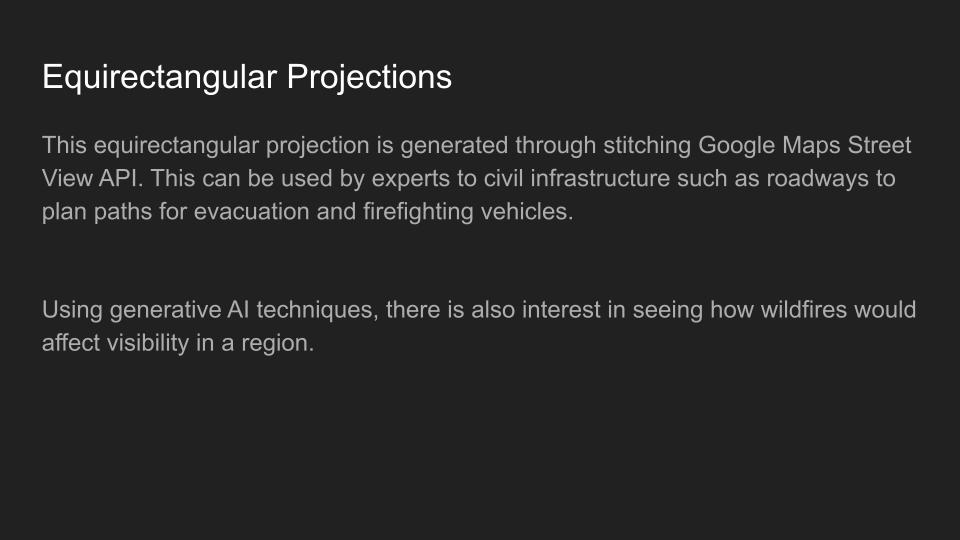 Equirectangular Projections
This equirectangular projection is generated through stitching Google Maps Street
View API. This can be used by experts to civil infrastructure such as roadways to
plan paths for evacuation and firefighting vehicles.
Using generative AI techniques, there is also interest in seeing how wildfires would
affect visibility in a region.